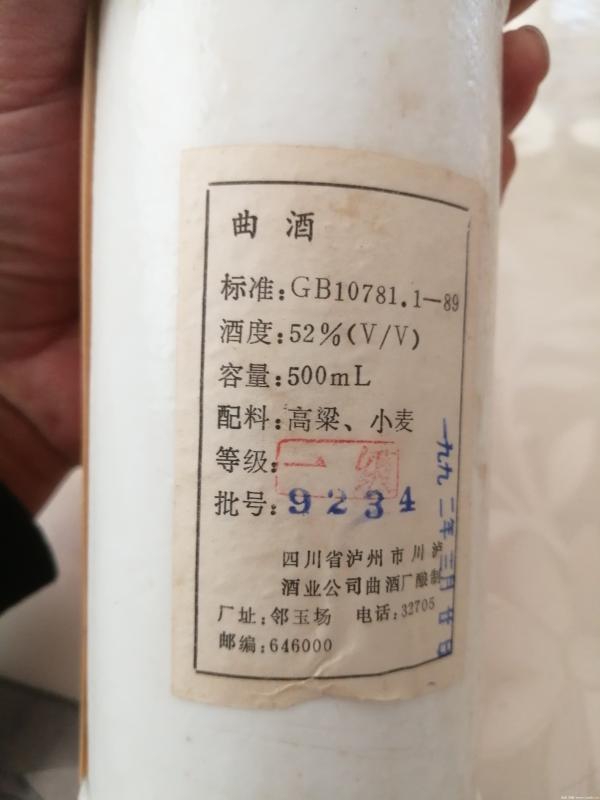 曲酒
标准:GB10781.1—89
酒度:52%(V/V)
容量:500mL
配料:高粱、小麦
等级:一级
批号:9234
四川省泸州市川泸
酒业公司曲酒厂酿制
厂址:邻玉场 电话:32705
邮编:646000
一九九二年三月廿日